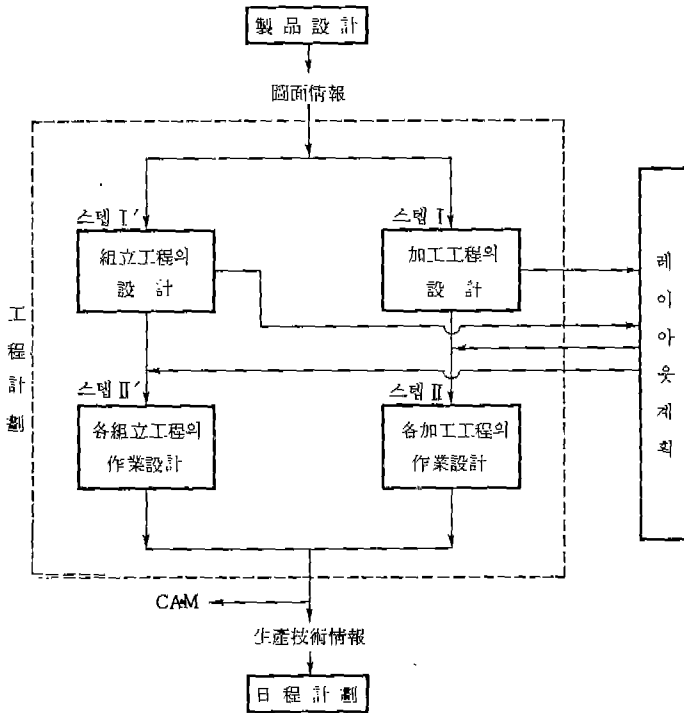 製品設計
圖面情報
스텝 Ⅰ′
組立工程의
設計
스텝 Ⅰ
加工工程의
設計
工程計劃
레이아웃계획
스텝 Ⅱ′
各組立工程의
作業設計
스텝 Ⅱ
各加工工程의
作業設計
CAM
生産技術情報
日程計劃